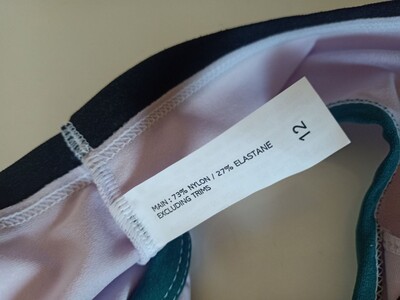 MAIN : 73% NYLON / 27% ELASTANE
EXCLUDING TRIMS
12